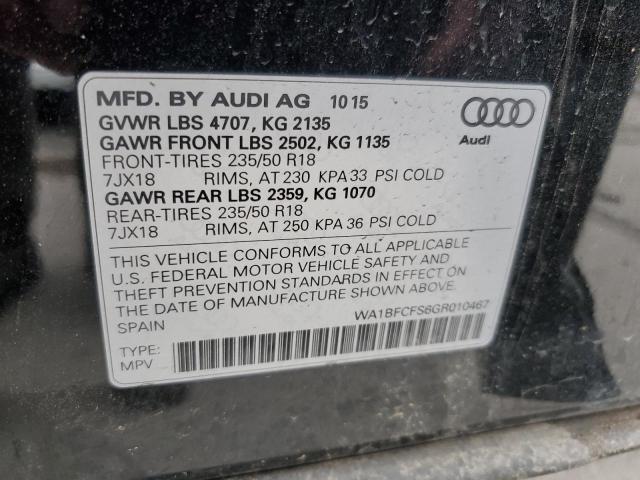 MFD. BY AUDI AG 10 15
GVWR LBS 4707, KG 2135
GAWR FRONT LBS 2502, KG 1135
FRONT-TIRES 235/50 R18
7JX18 RIMS, AT 230 KPA 33 PSI COLD
GAWR REAR LBS 2359, KG 1070
REAR-TIRES 235/50 R18
7JX18 RIMS, AT 250 KPA 36 PSI COLD
Audi
THIS VEHICLE CONFORMS TO ALL APPLICABLE
U.S. FEDERAL MOTOR VEHICLE SAFETY AND
THEFT PREVENTION STANDARDS IN EFFECT ON
THE DATE OF MANUFACTURE SHOWN ABOVE.
SPAIN
WA1BFCFS6GR010467
TYPE:
MPV